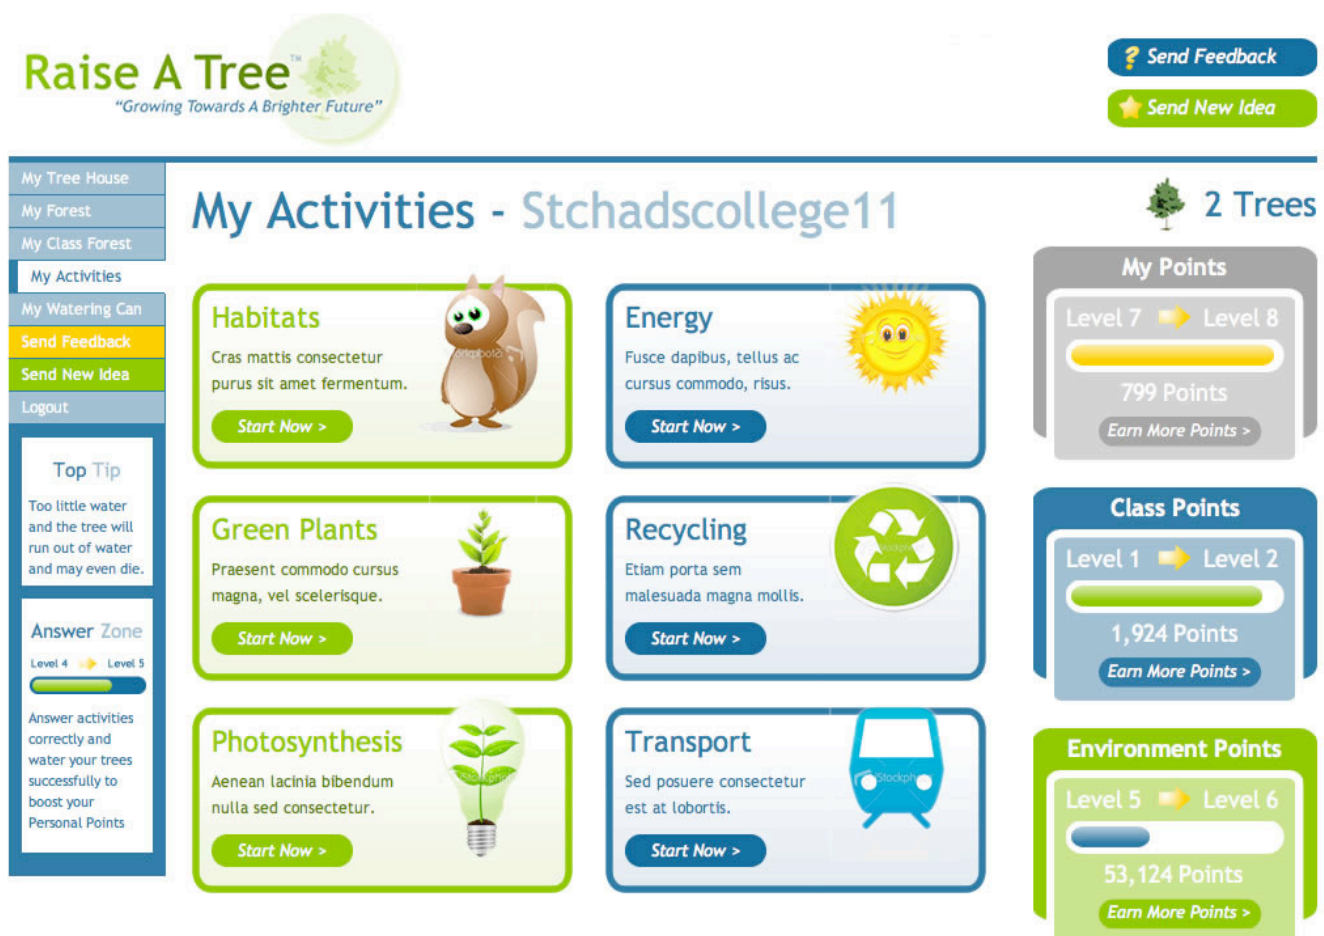 Raise A Tree™
“Growing Towards A Brighter Future”
Send Feedback
Send New Idea
My Tree House
My Forest
My Class Forest
My Activities
My Watering Can
Send Feedback
Send New Idea
Logout
Top Tip
Too little water
and the tree will
run out of water
and may even die.
Answer Zone
Level 4 Level 5
Answer activities
correctly and
water your trees
successfully to
boost your
Personal Points
My Activities - Stchadscollege11
Habitats
Cras mattis consectetur
purus sit amet fermentum.
Start Now >
Energy
Fusce dapibus, tellus ac
cursus commodo, risus.
Start Now >
Green Plants
Praesent commodo cursus
magna, vel scelerisque.
Start Now >
Recycling
Etiam porta sem
malesuada magna mollis.
Start Now >
Photosynthesis
Aenean lacinia bibendum
nulla sed consectetur.
Start Now >
Transport
Sed posuere consectetur
est at lobortis.
Start Now >
2 Trees
My Points
Level 7 Level 8
799 Points
Earn More Points >
Class Points
Level 1 Level 2
1,924 Points
Earn More Points >
Environment Points
Level 5 Level 6
53,124 Points
Earn More Points >